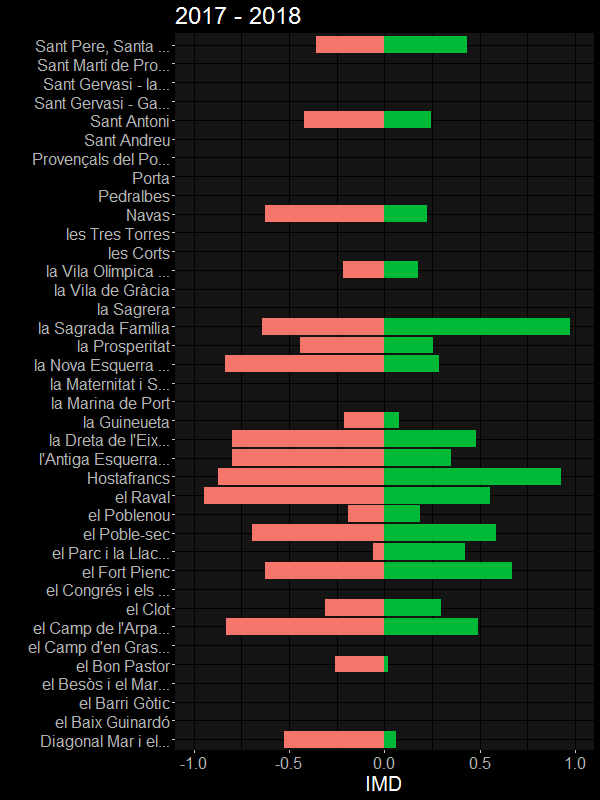 2017 - 2018
Sant Pere, Santa ...
Sant Martí de Pro...
Sant Gervasi - la...
Sant Gervasi - Ga...
Sant Antoni
Sant Andreu
Provençals del Po...
Porta
Pedralbes
Navas
les Tres Torres
les Corts
la Vila Olímpica ...
la Vila de Gràcia
la Sagrera
la Sagrada Família
la Prosperitat
la Nova Esquerra ...
la Maternitat i S...
la Marina de Port
la Guineueta
la Dreta de l'Eix...
l'Antiga Esquerra...
Hostafrancs
el Raval
el Poblenou
el Poble-sec
el Parc i la Llac...
el Fort Pienc
el Congrés i els ...
el Clot
el Camp de l'Arpa...
el Camp d'en Gras...
el Bon Pastor
el Besòs i el Mar...
el Barri Gòtic
el Baix Guinardó
Diagonal Mar i el...
-1.0 -0.5 0.0 0.5 1.0
IMD